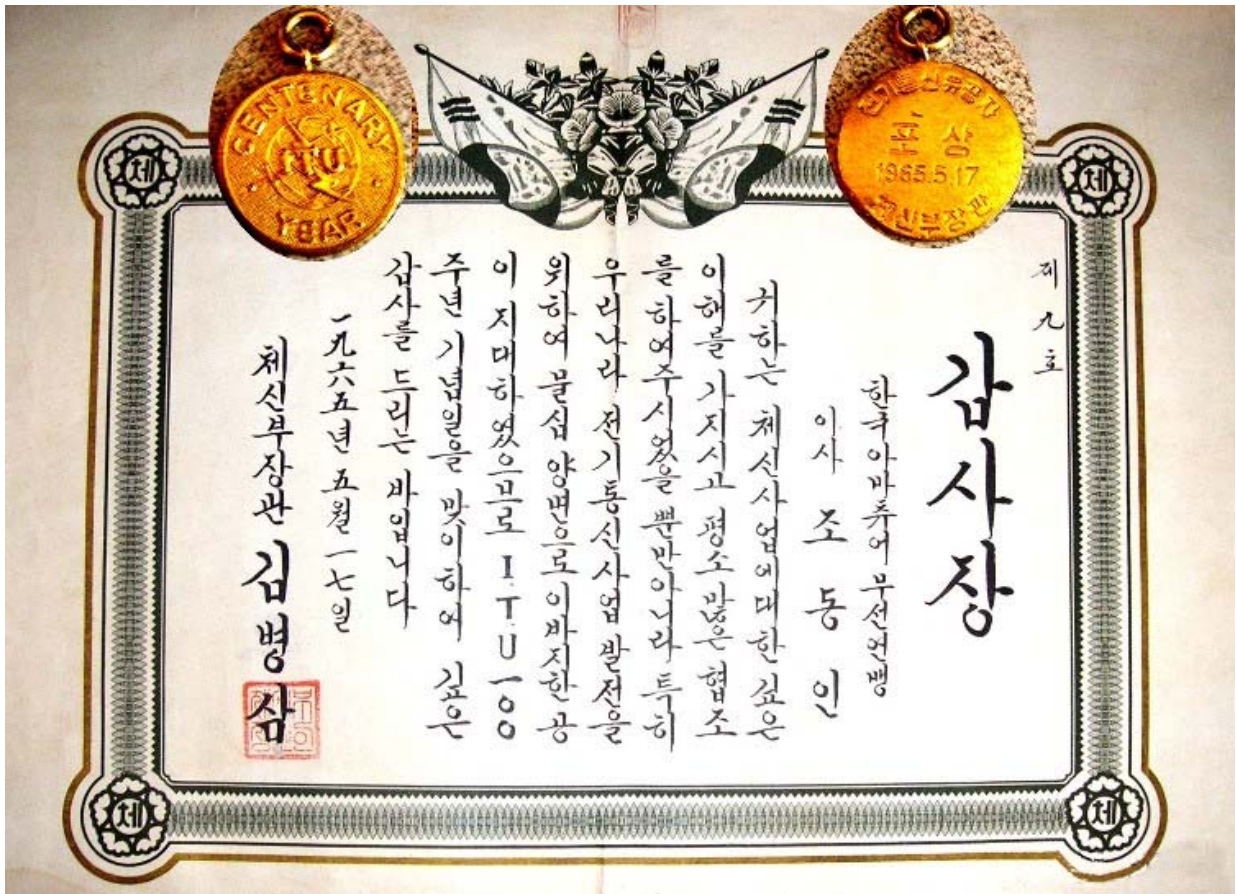 CENTENARY
ITU
YEAR
전기통신유공자
표상
1965.5.17
체신부장관
체
체
제九호
감사장
한국아마츄어무선연맹
이사 조동인
귀하는 체신사업에대한 깊은
이해를 가지시고 평소 많은 협조
를 하여주시었을 뿐만아니라 특히
우리나라 전기통신사업 발전을
위하여 물심 양면으로 이바지한 공
이 지대하였으므로 I.T.U 一〇〇
주년 기념일을 맞이하여 깊은
감사를 드리는 바입니다
一九六五년 五월 一七일
체신부장관 김병삼
체
체